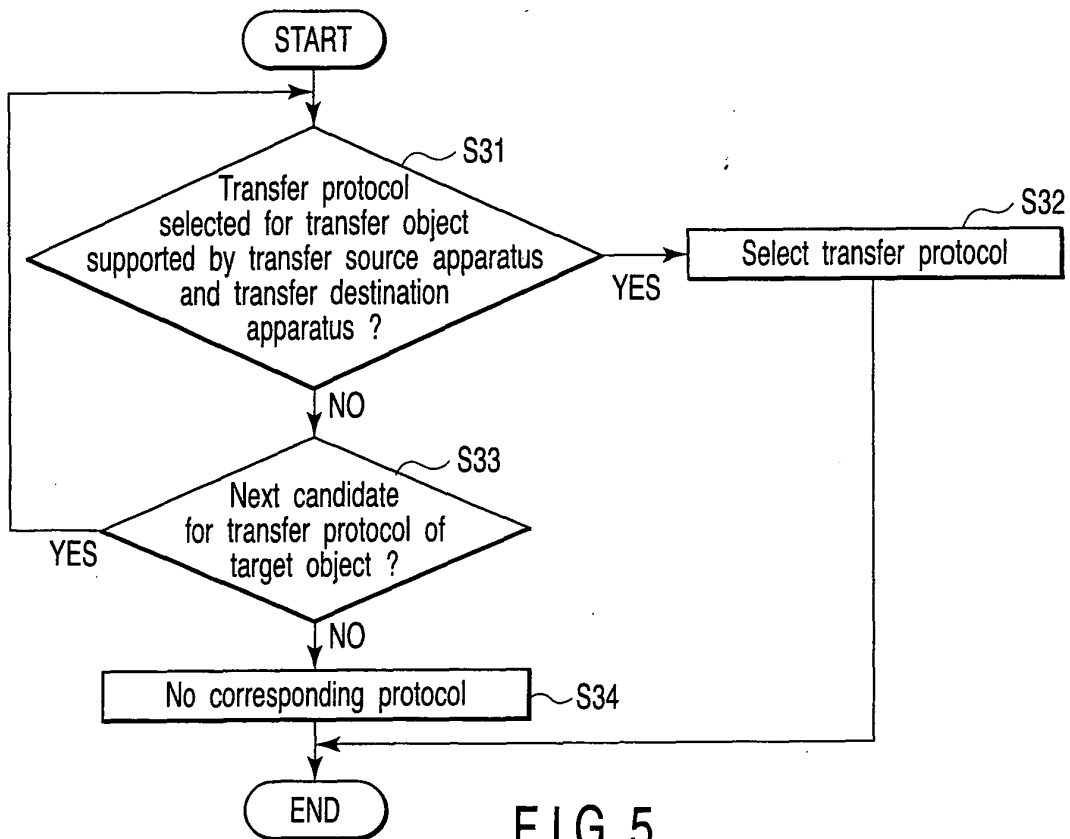 START
S31
Transfer protocol
selected for transfer object
supported by transfer source apparatus
and transfer destination
apparatus ?
YES
S32
Select transfer protocol
NO
S33
Next candidate
for transfer protocol of
target object ?
YES
NO
No corresponding protocol
S34
END
FIG. 5